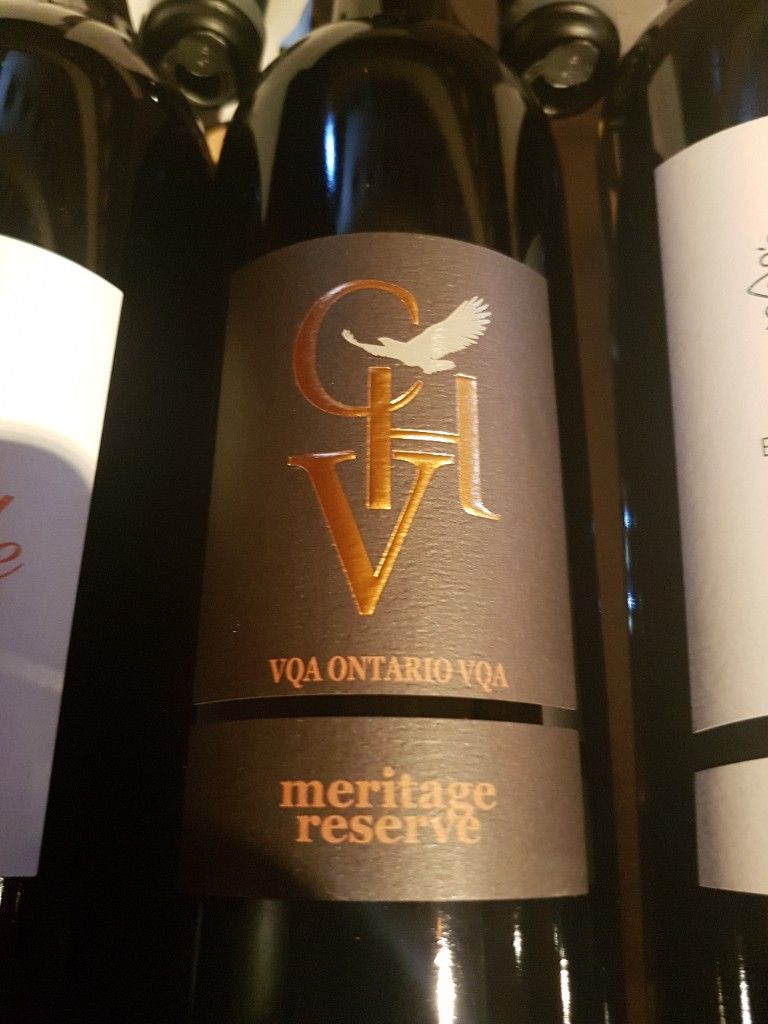 CHV
VQA ONTARIO VQA
meritage
reserve